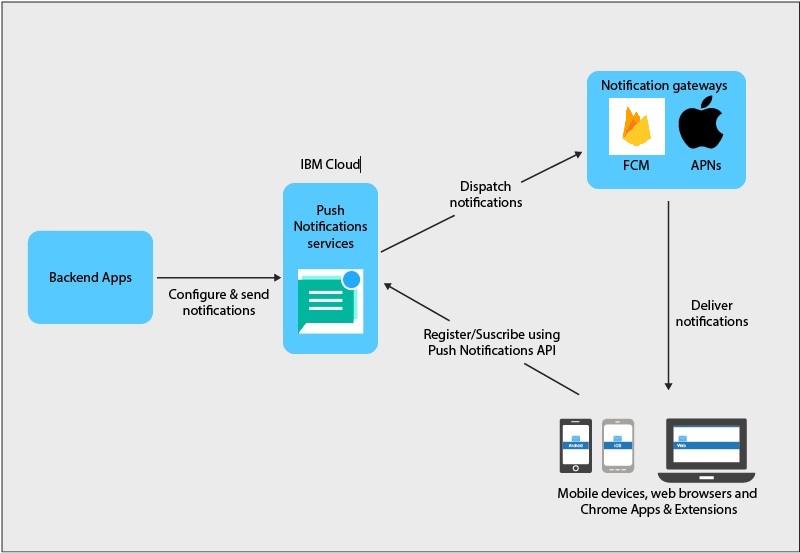 Notification gateways
FCM
APNs
IBM Cloud
Push
Notifications
services
Dispatch
notifications
Backend Apps
Configure & send
notifications
Deliver
notifications
Register/Suscribe using
Push Notifications API
Android
iOS
Web
Mobile devices, web browsers and
Chrome Apps & Extensions